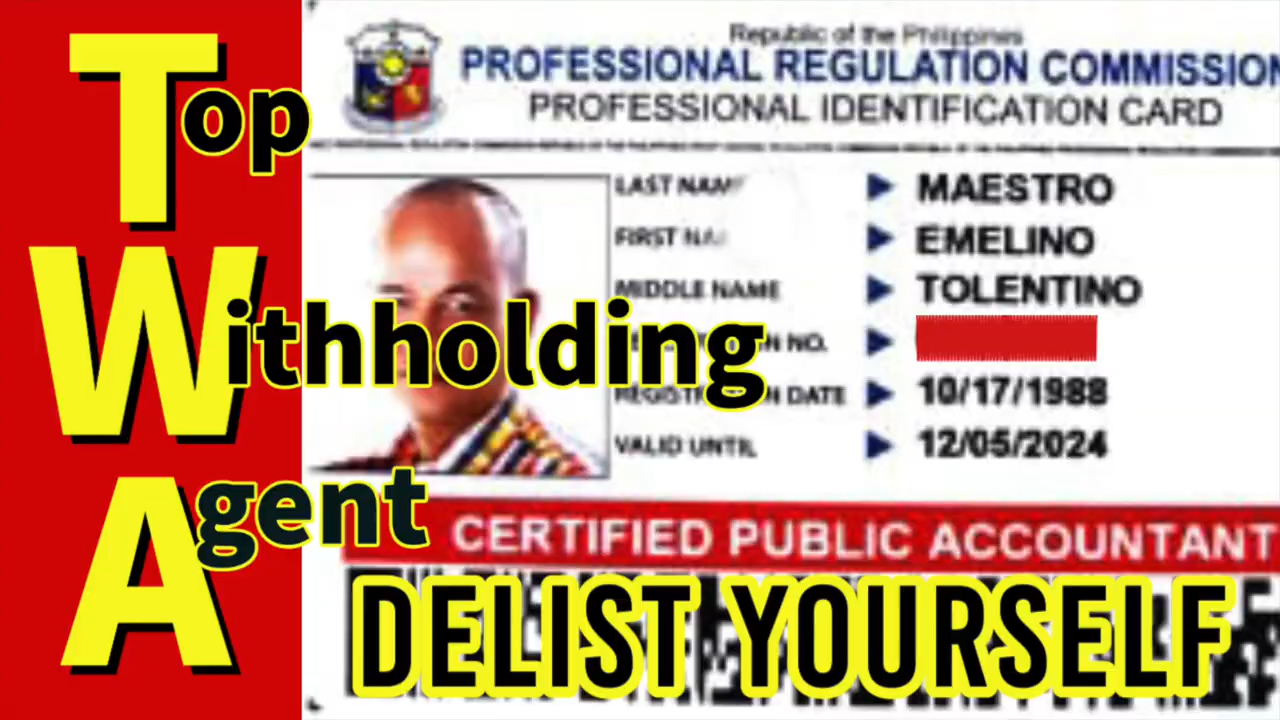 Top
Withholding
Agent
DELIST YOURSELF
Republic of the Philippines
PROFESSIONAL REGULATION COMMISSION
PROFESSIONAL IDENTIFICATION CARD
LAST NAME MAESTRO
FIRST NA EMELINO
MIDDLE NAME TOLENTINO
N NO.
REGISTR N DATE 10/17/1988
VALID UNTIL 12/05/2024
CERTIFIED PUBLIC ACCOUNTANT